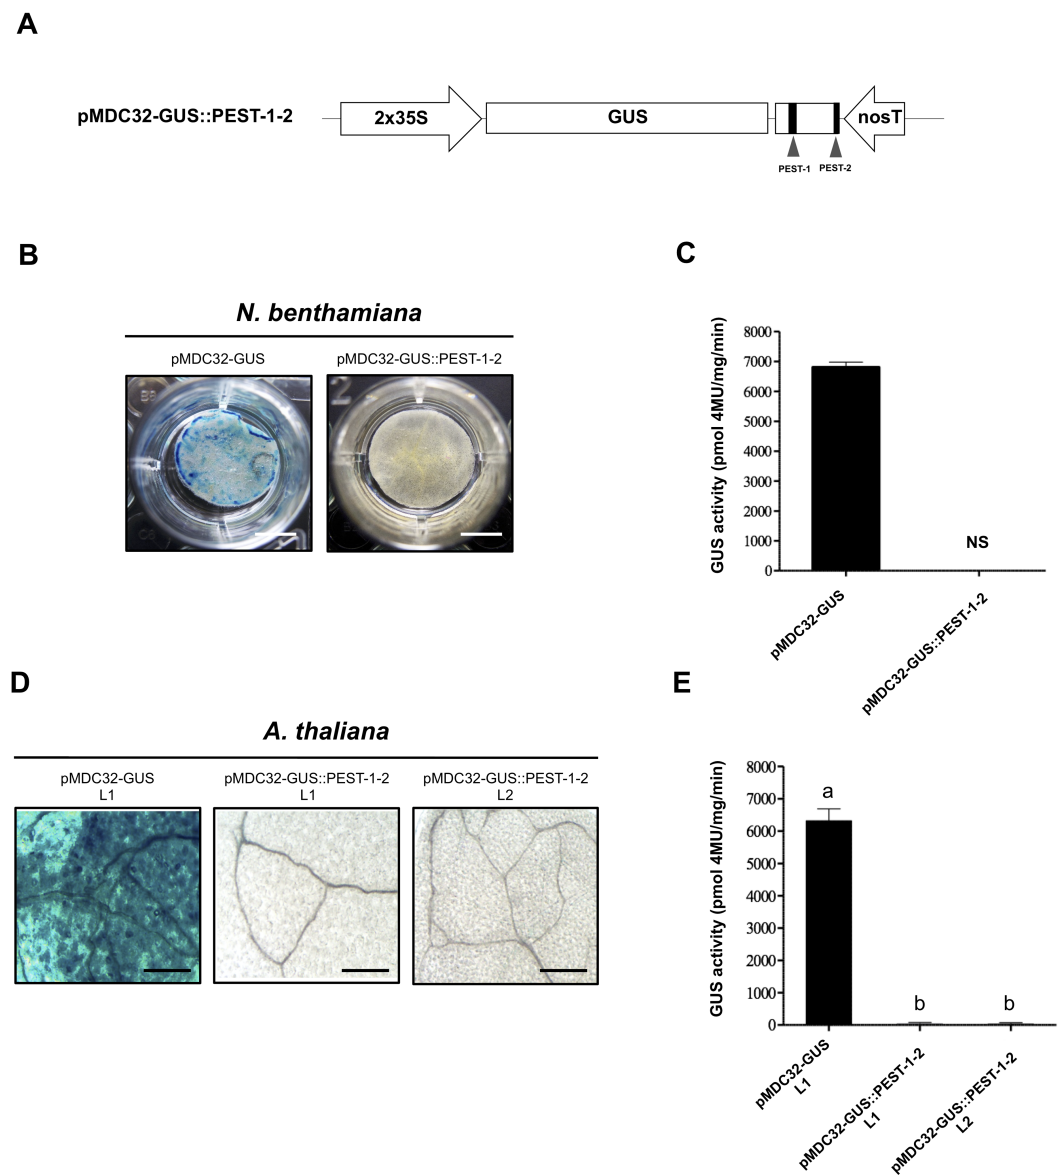 A
pMDC32-GUS::PEST-1-2
2x35S
GUS
nosT
PEST-1
PEST-2
B
N. benthamiana
pMDC32-GUS
pMDC32-GUS::PEST-1-2
2
C
GUS activity (pmol 4MU/mg/min)
8000
7000
6000
5000
4000
3000
2000
1000
0
NS
pMDC32-GUS
pMDC32-GUS::PEST-1-2
D
A. thaliana
pMDC32-GUS
L1
pMDC32-GUS::PEST-1-2
L1
pMDC32-GUS::PEST-1-2
L2
E
GUS activity (pmol 4MU/mg/min)
8000
7000
6000
5000
4000
3000
2000
1000
0
a
b
b
pMDC32-GUS
L1
pMDC32-GUS::PEST-1-2
L1
pMDC32-GUS::PEST-1-2
L2